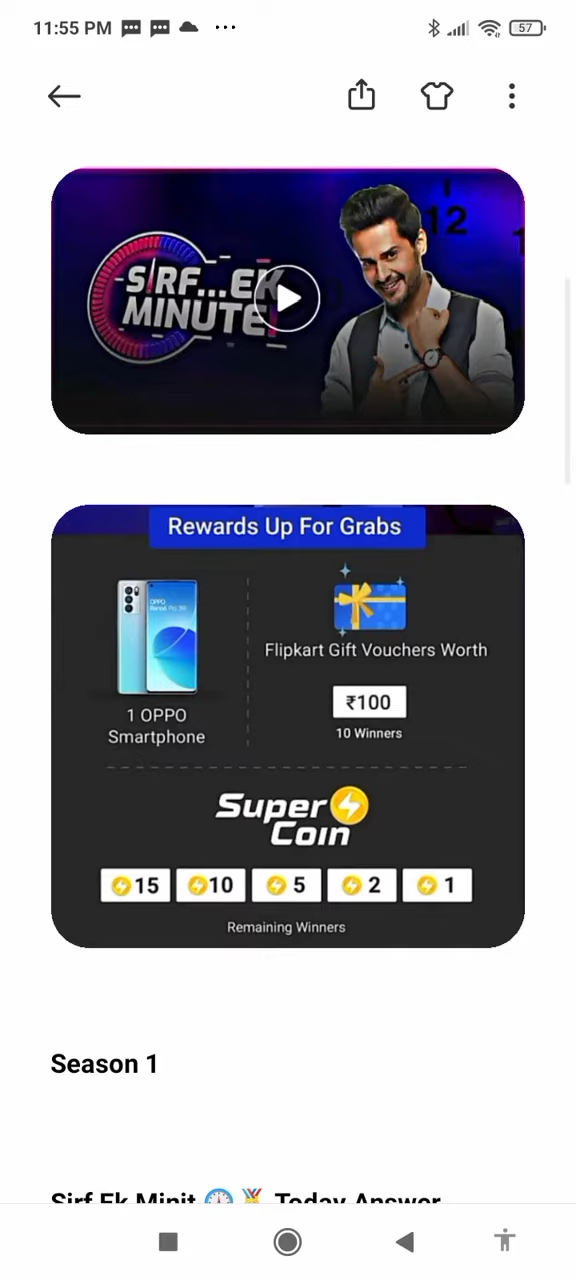 11:55 PM
57
12
SIRF...EK
MINUTE
Rewards Up For Grabs
OPPO
1 OPPO
Smartphone
Flipkart Gift Vouchers Worth
₹100
10 Winners
Super
Coin
15 10 5 2 1
Remaining Winners
Season 1
Sirf Ek Minit 🕐 🏅 Today Answer